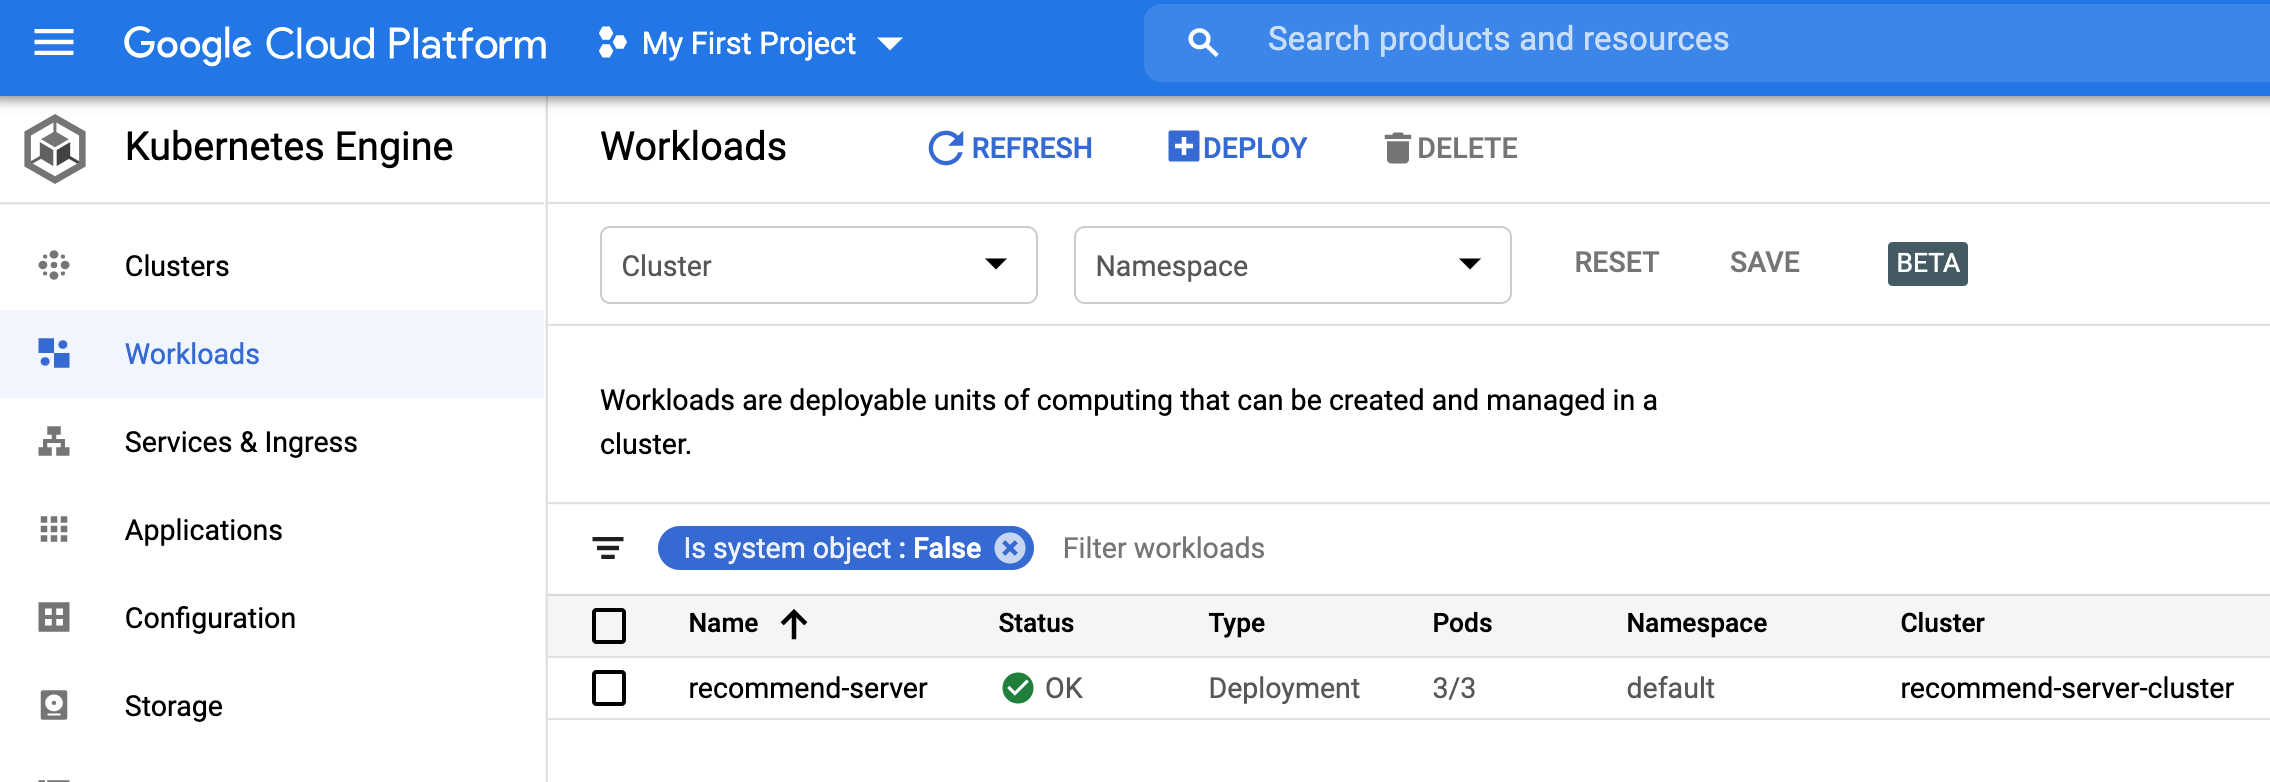 Google Cloud Platform My First Project Search products and resources
Kubernetes Engine
Clusters
Workloads
Services & Ingress
Applications
Configuration
Storage
Workloads REFRESH DEPLOY DELETE
Cluster Namespace RESET SAVE BETA
Workloads are deployable units of computing that can be created and managed in a
cluster.
Is system object : False Filter workloads
Name Status Type Pods Namespace Cluster
recommend-server OK Deployment 3/3 default recommend-server-cluster